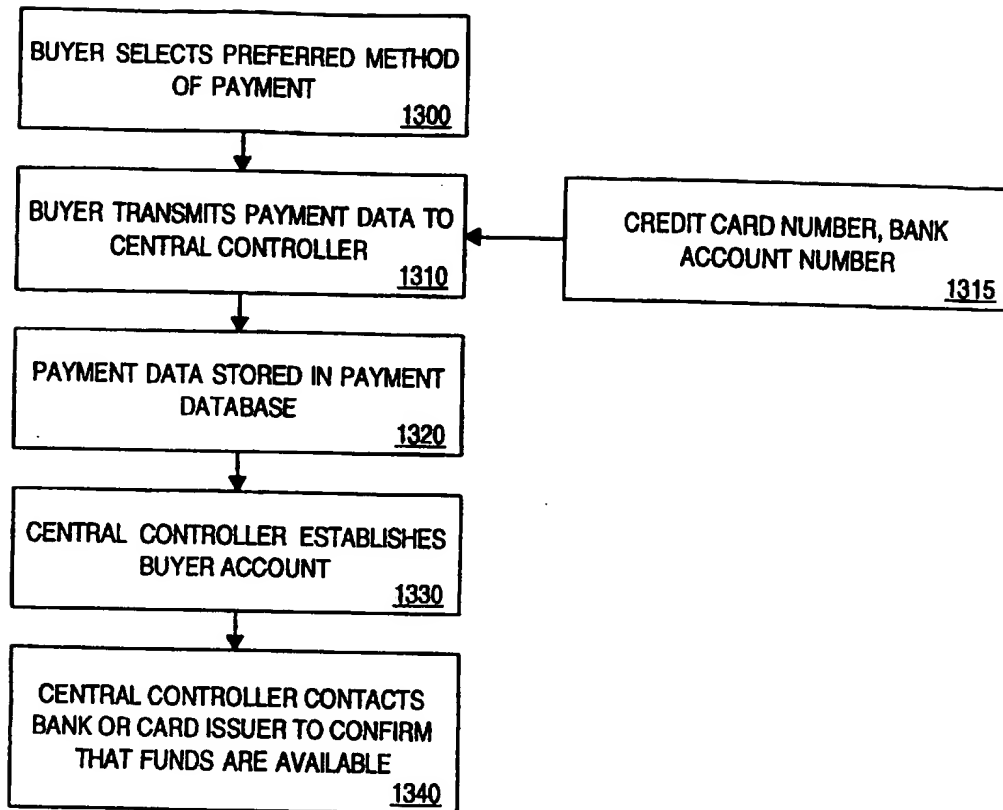 BUYER SELECTS PREFERRED METHOD
OF PAYMENT
1300
BUYER TRANSMITS PAYMENT DATA TO
CENTRAL CONTROLLER
1310
CREDIT CARD NUMBER, BANK
ACCOUNT NUMBER
1315
PAYMENT DATA STORED IN PAYMENT
DATABASE
1320
CENTRAL CONTROLLER ESTABLISHES
BUYER ACCOUNT
1330
CENTRAL CONTROLLER CONTACTS
BANK OR CARD ISSUER TO CONFIRM
THAT FUNDS ARE AVAILABLE
1340